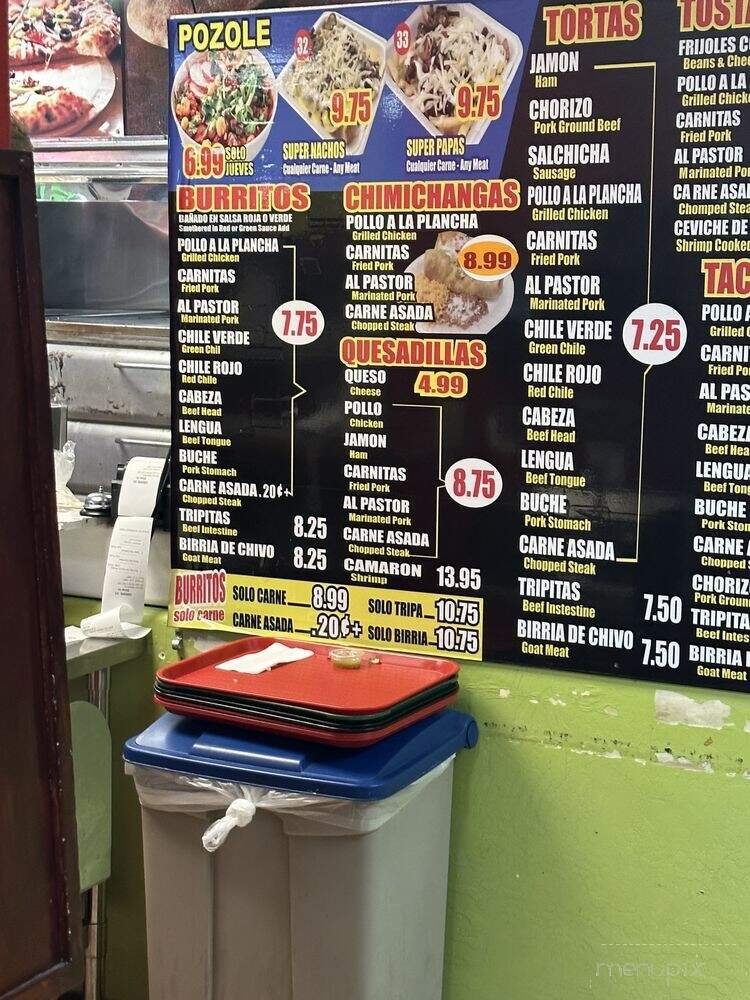 POZOLE
6.99 SOLO
JUEVES
32
9.75
SUPER NACHOS
Cualquier Carne - Any Meat
33
9.75
SUPER PAPAS
Cualquier Carne - Any Meat
BURRITOS
BAÑADO EN SALSA ROJA O VERDE
Smothered in Red or Green Sauce Add
POLLO A LA PLANCHA
Grilled Chicken
CARNITAS
Fried Pork
AL PASTOR
Marinated Pork
CHILE VERDE
Green Chli
CHILE ROJO
Red Chile
CABEZA
Beef Head
LENGUA
Beef Tongue
BUCHE
Pork Stomach
CARNE ASADA .20¢+
Chopped Steak
7.75
TRIPITAS 8.25
Beef Intestine
BIRRIA DE CHIVO 8.25
Goat Meat
CHIMICHANGAS
POLLO A LA PLANCHA
Grilled Chicken
CARNITAS
Fried Pork
AL PASTOR
Marinated Pork
CARNE ASADA
Chopped Steak
8.99
QUESADILLAS
QUESO 4.99
Cheese
POLLO
Chicken
JAMON
Ham
CARNITAS
Fried Pork
AL PASTOR
Marinated Pork
CARNE ASADA
Chopped Steak
8.75
CAMARON 13.95
Shrimp
BURRITOS
solo carne
SOLO CARNE 8.99
CARNE ASADA .20¢+
SOLO TRIPA 10.75
SOLO BIRRIA 10.75
TORTAS
JAMON
Ham
CHORIZO
Pork Ground Beef
SALCHICHA
Sausage
POLLO A LA PLANCHA
Grilled Chicken
CARNITAS
Fried Pork
AL PASTOR
Marinated Pork
CHILE VERDE
Green Chile
CHILE ROJO
Red Chile
CABEZA
Beef Head
LENGUA
Beef Tongue
BUCHE
Pork Stomach
CARNE ASADA
Chopped Steak
7.25
TRIPITAS 7.50
Beef Instestine
BIRRIA DE CHIVO 7.50
Goat Meat
TOSTA
FRIJOLES C
Beans & Chee
POLLO A LA
Grilled Chick
CARNITAS
Fried Pork
AL PASTOR
Marinated Por
CARNE ASA
Chomped Stea
CEVICHE DE
Shrimp Cooked
TAC
POLLO A
Grilled
CARNI
Fried Po
AL PAS
Marinat
CABEZ
Beef Hea
LENGU
Beef Ton
BUCHE
Pork Ston
CARNE
Chopped S
CHORIZ
Pork Groun
TRIPITA
Beef Intes
BIRRIA
Goat Meat
menupix